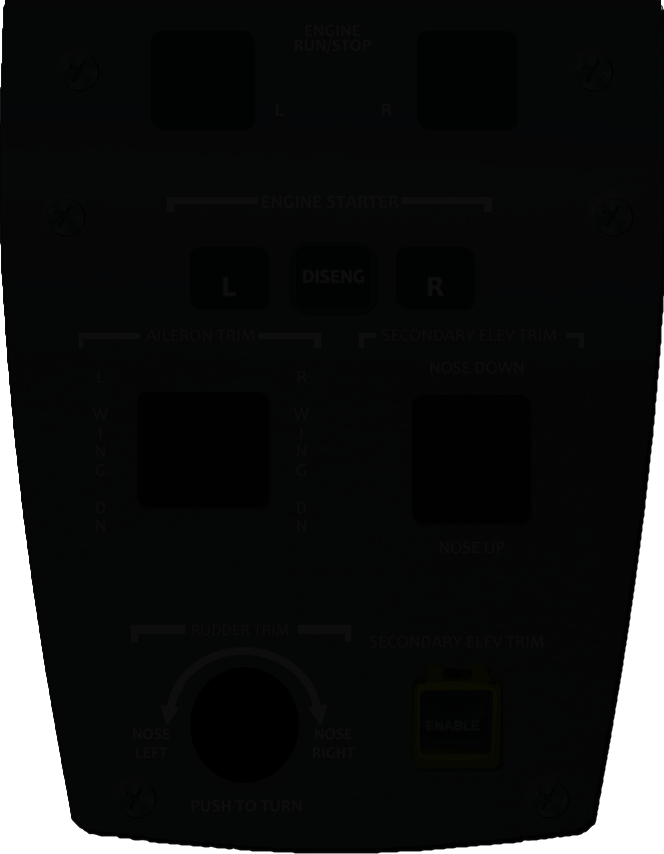 ENGINE
RUN/STOP
L R
ENGINE STARTER
L DISENG R
AILERON TRIM SECONDARY ELEV TRIM
NOSE DOWN
L WING DN
R WING DN
NOSE UP
RUDDER TRIM
SECONDARY ELEV TRIM
NOSE
LEFT
NOSE
RIGHT
ENABLE
PUSH TO TURN